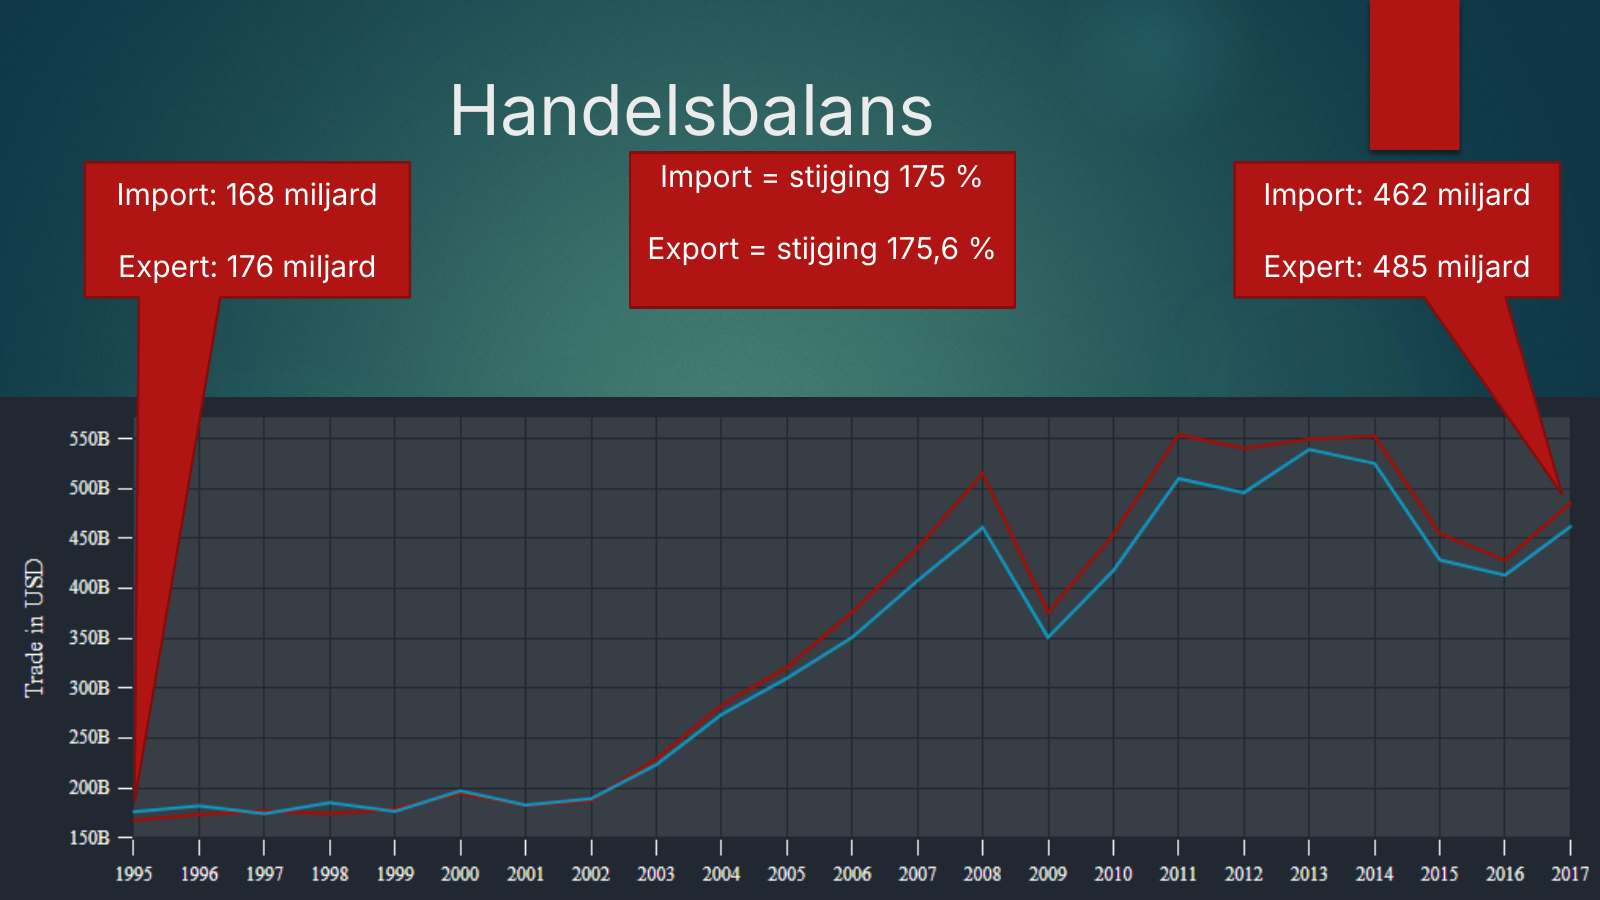 Handelsbalans
Import: 168 miljard
Expert: 176 miljard
Import = stijging 175 %
Export = stijging 175,6 %
Import: 462 miljard
Expert: 485 miljard
Trade in USD
550B
500B
450B
400B
350B
300B
250B
200B
150B
1995 1996 1997 1998 1999 2000 2001 2002 2003 2004 2005 2006 2007 2008 2009 2010 2011 2012 2013 2014 2015 2016 2017